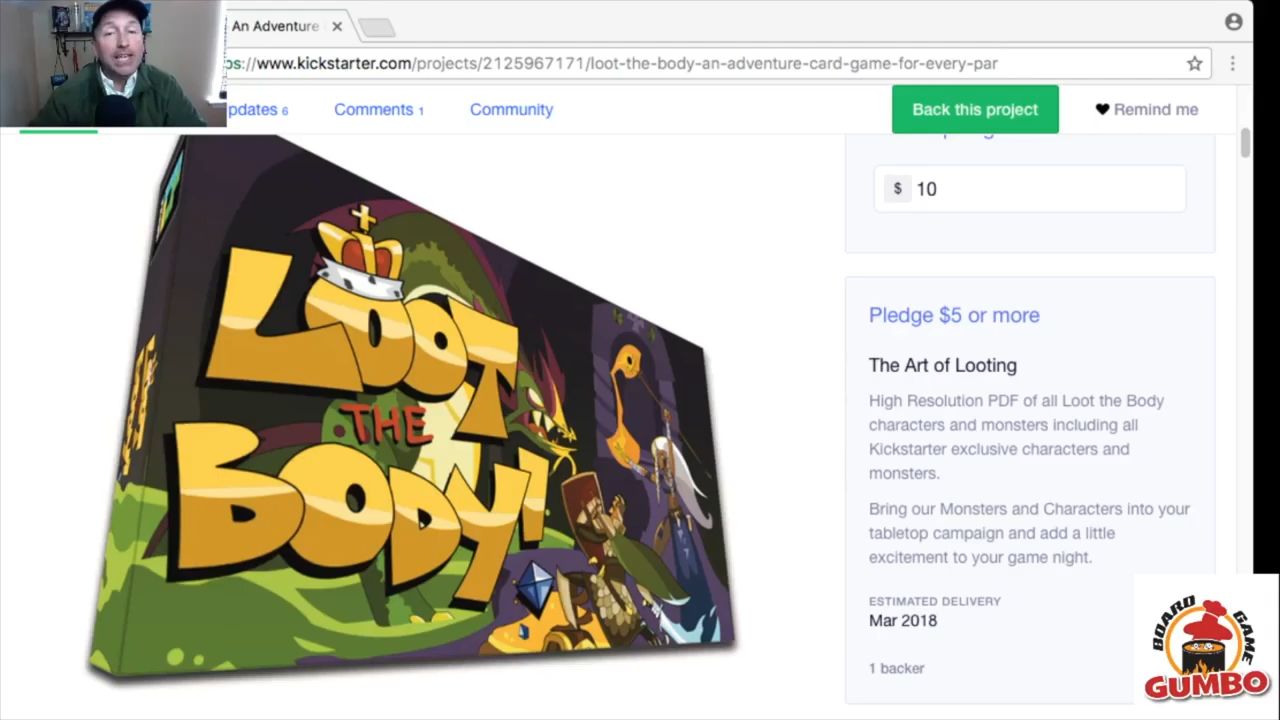 An Adventure
ps://www.kickstarter.com/projects/2125967171/loot-the-body-an-adventure-card-game-for-every-par
pdates 6
Comments 1
Community
Back this project
Remind me
$ 10
LOOT
THE
BODY!
Pledge $5 or more
The Art of Looting
High Resolution PDF of all Loot the Body
characters and monsters including all
Kickstarter exclusive characters and
monsters.
Bring our Monsters and Characters into your
tabletop campaign and add a little
excitement to your game night.
ESTIMATED DELIVERY
Mar 2018
1 backer
BOARD GAME
GUMBO